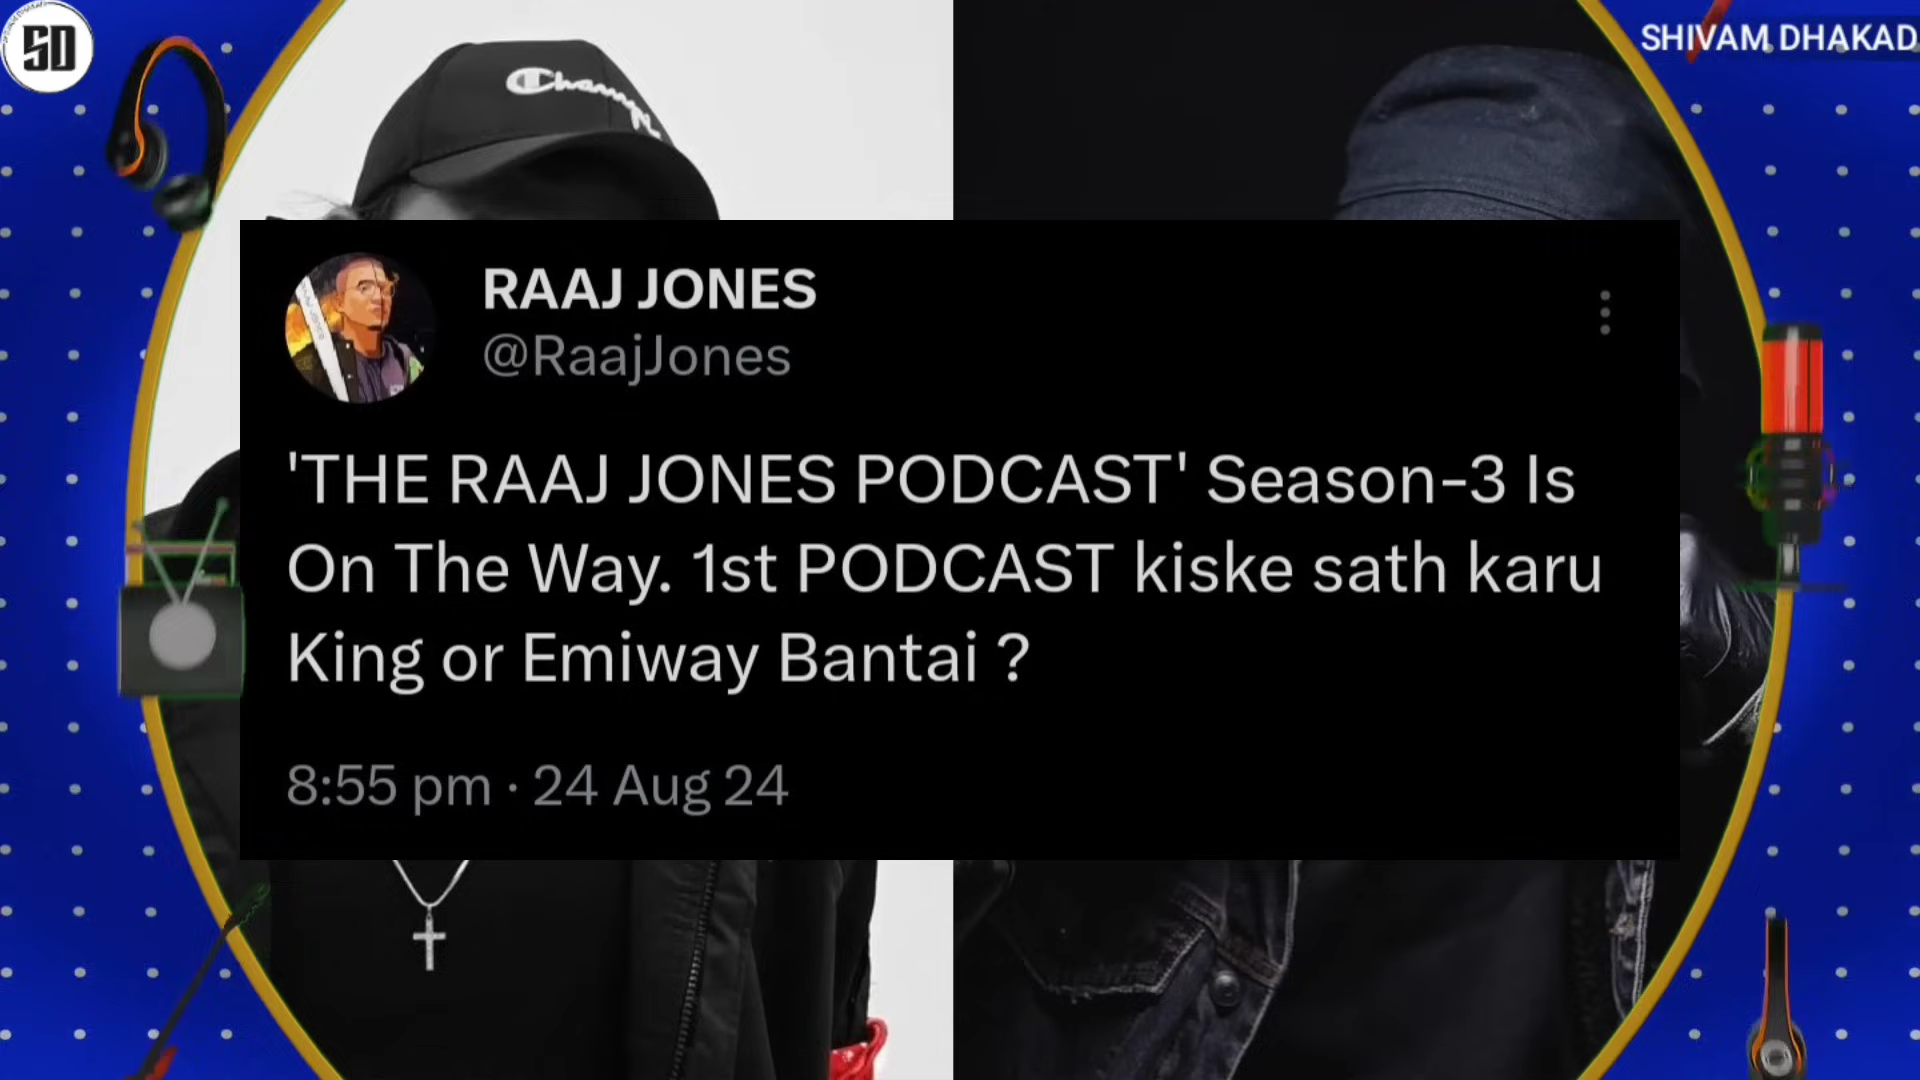 SD
SHIVAM DHAKAD
Champ
RAAJ JONES
@RaajJones
'THE RAAJ JONES PODCAST' Season-3 Is
On The Way. 1st PODCAST kiske sath karu
King or Emiway Bantai ?
8:55 pm · 24 Aug 24